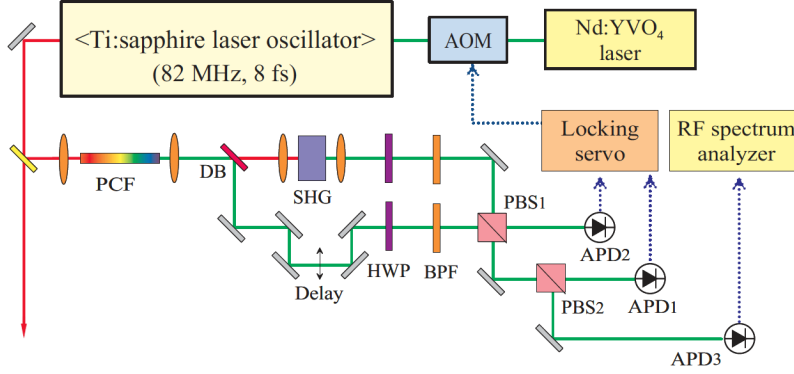 <Ti:sapphire laser oscillator>
(82 MHz, 8 fs)
AOM
Nd:YVO₄
laser
Locking
servo
RF spectrum
analyzer
PCF
DB
SHG
PBS1
APD2
Delay
HWP
BPF
PBS2
APD1
APD3